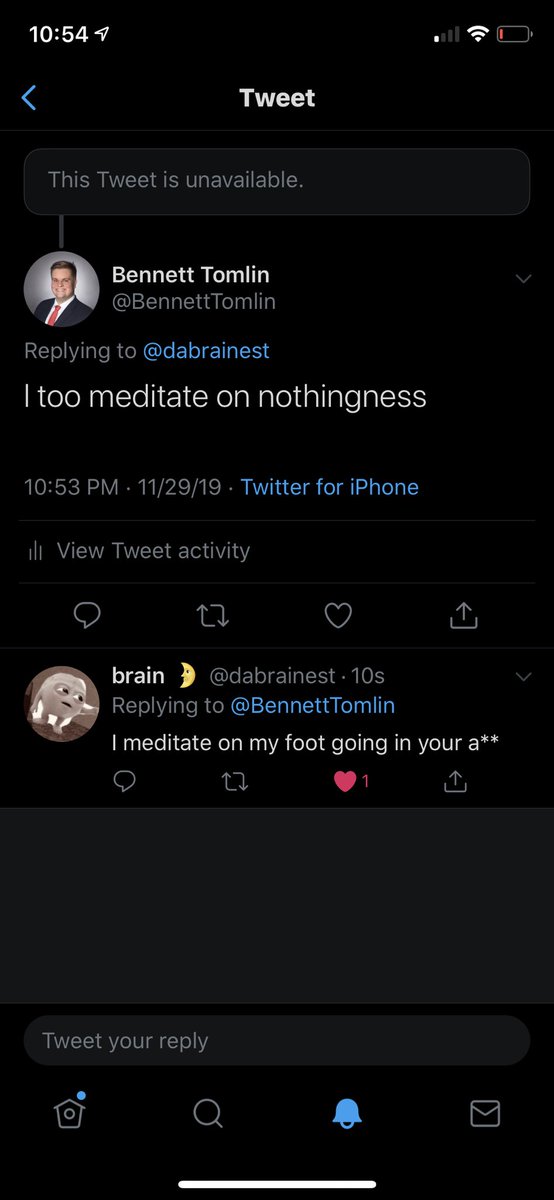 10:54
Tweet
This Tweet is unavailable.
Bennett Tomlin
@BennettTomlin
Replying to @dabrainest
I too meditate on nothingness
10:53 PM · 11/29/19 · Twitter for iPhone
View Tweet activity
brain 🌛 @dabrainest · 10s
Replying to @BennettTomlin
I meditate on my foot going in your a**
1
Tweet your reply